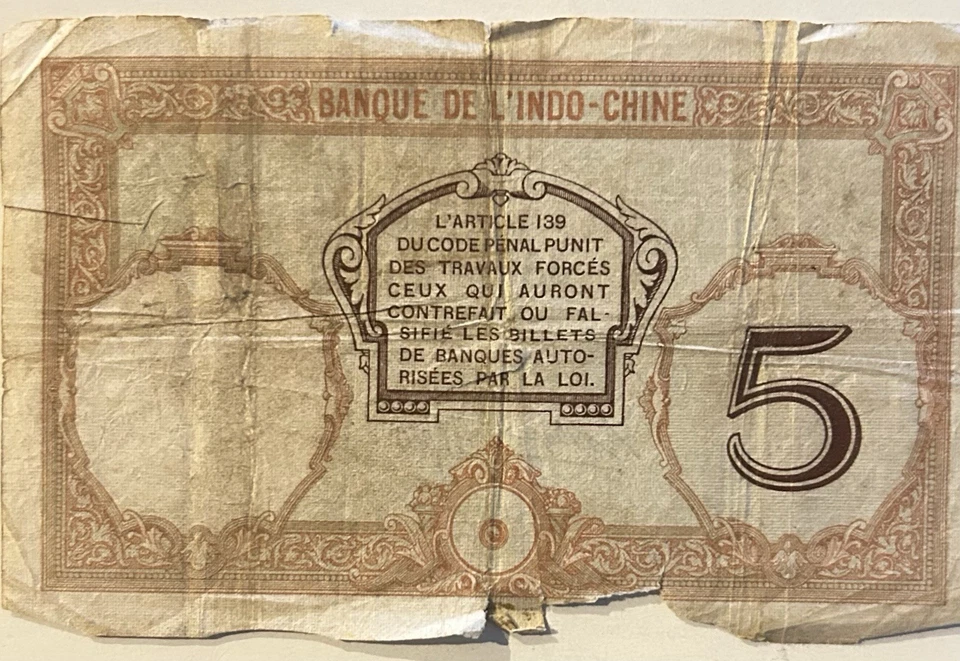 BANQUE DE L'INDO-CHINE
L'ARTICLE 139
DU CODE PÉNAL PUNIT
DES TRAVAUX FORCÉS
CEUX QUI AURONT
CONTREFAIT OU FAL-
SIFIÉ LES BILLETS
DE BANQUES AUTO-
RISÉES PAR LA LOI.
5